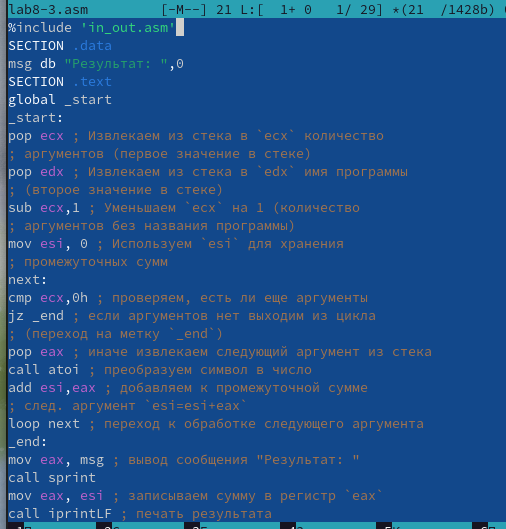 lab8-3.asm [-M--] 21 L:[ 1+ 0 1/ 29] *(21 /1428b)
%include 'in_out.asm'
SECTION .data
msg db "Результат: ",0
SECTION .text
global _start
_start:
pop ecx ; Извлекаем из стека в `ecx` количество
; аргументов (первое значение в стеке)
pop edx ; Извлекаем из стека в `edx` имя программы
; (второе значение в стеке)
sub ecx,1 ; Уменьшаем `ecx` на 1 (количество
; аргументов без названия программы)
mov esi, 0 ; Используем `esi` для хранения
; промежуточных сумм
next:
cmp ecx,0h ; проверяем, есть ли еще аргументы
jz _end ; если аргументов нет выходим из цикла
; (переход на метку `_end`)
pop eax ; иначе извлекаем следующий аргумент из стека
call atoi ; преобразуем символ в число
add esi,eax ; добавляем к промежуточной сумме
; след. аргумент `esi=esi+eax`
loop next ; переход к обработке следующего аргумента
_end:
mov eax, msg ; вывод сообщения "Результат: "
call sprint
mov eax, esi ; записываем сумму в регистр `eax`
call iprintLF ; печать результата